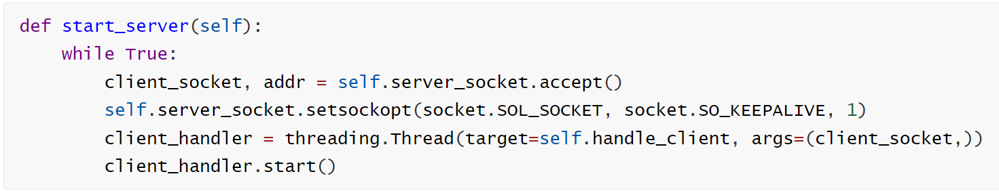 def start_server(self):
    while True:
        client_socket, addr = self.server_socket.accept()
        self.server_socket.setsockopt(socket.SOL_SOCKET, socket.SO_KEEPALIVE, 1)
        client_handler = threading.Thread(target=self.handle_client, args=(client_socket,))
        client_handler.start()